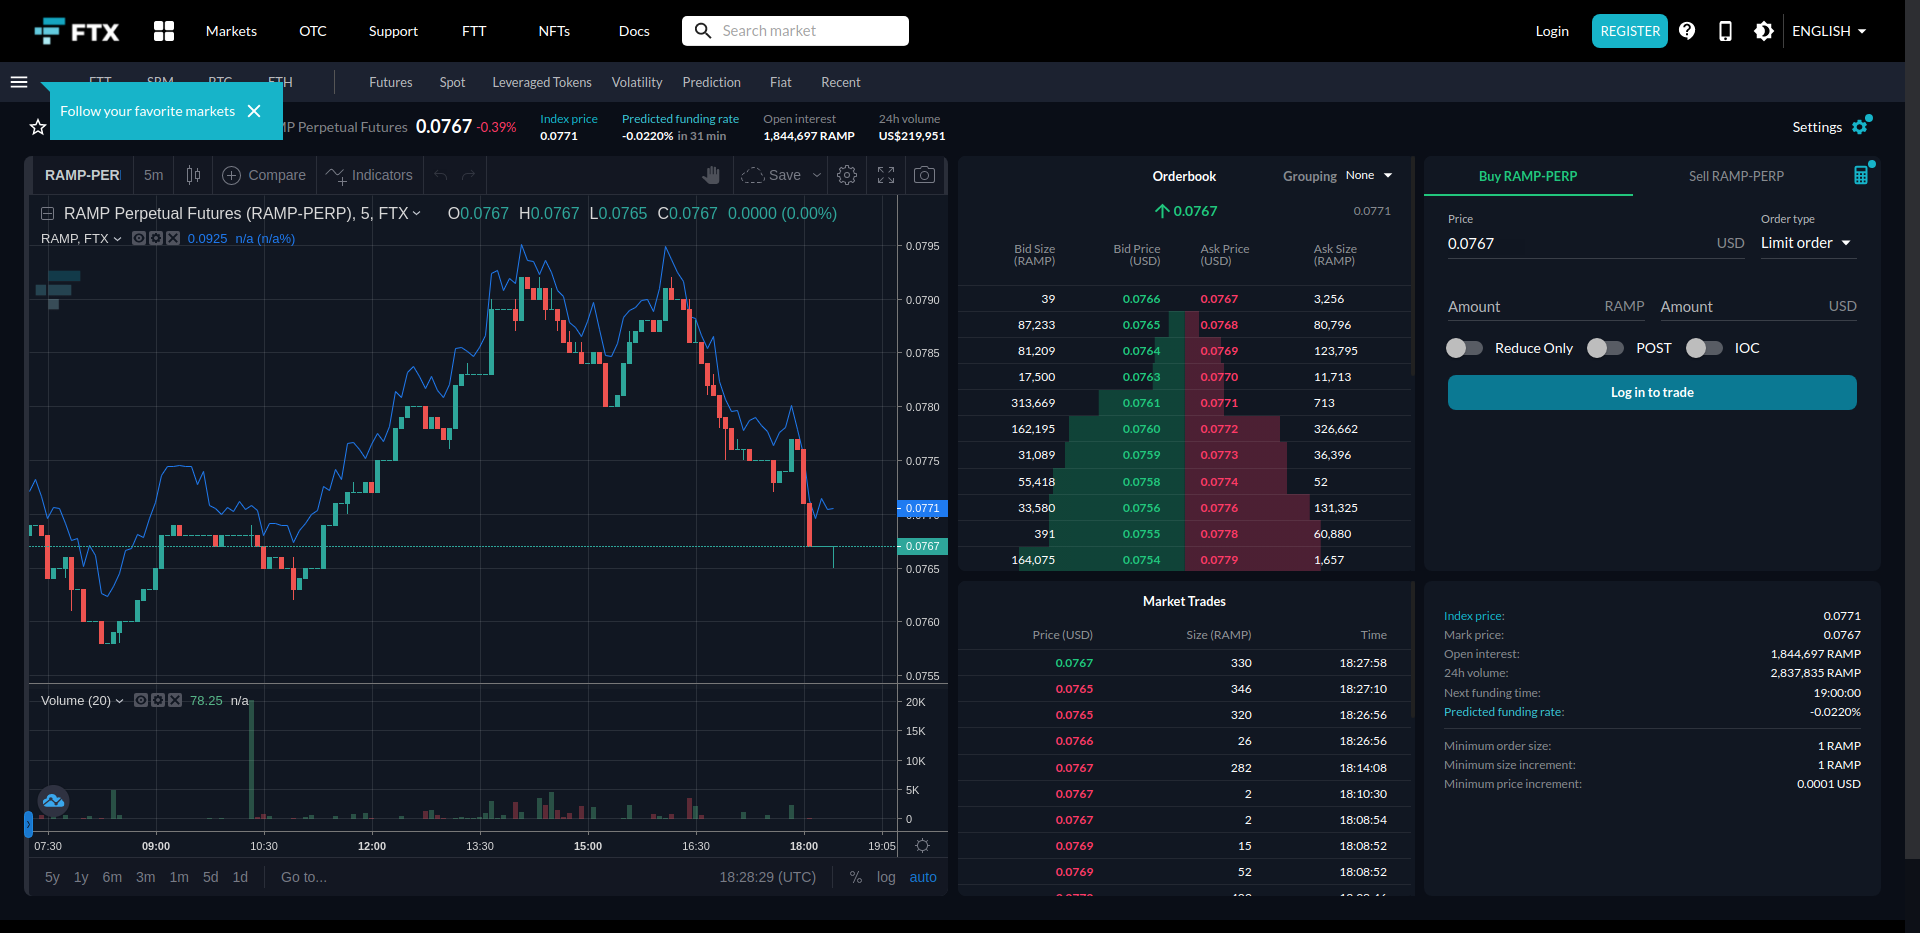 FTX Markets OTC Support FTT NFTs Docs Search market Login REGISTER ENGLISH
Futures Spot Leveraged Tokens Volatility Prediction Fiat Recent
Follow your favorite markets
Perpetual Futures 0.0767 -0.39%
Index price
0.0771
Predicted funding rate
-0.0220% in 31 min
Open interest
1,844,697 RAMP
24h volume
US$219,951
Settings
RAMP-PER 5m Compare Indicators Save
RAMP Perpetual Futures (RAMP-PERP), 5, FTX O0.0767 H0.0767 L0.0765 C0.0767 0.0000 (0.00%)
RAMP, FTX 0.0925 n/a (n/a%)
0.0795
0.0790
0.0785
0.0780
0.0775
0.0771
0.0767
0.0765
0.0760
0.0755
Volume (20) 78.25 n/a
20K
15K
10K
5K
0
07:30 09:00 10:30 12:00 13:30 15:00 16:30 18:00 19:05
5y 1y 6m 3m 1m 5d 1d Go to... 18:28:29 (UTC) % log auto
Orderbook Grouping None
0.0767 0.0771
Bid Size (RAMP) Bid Price (USD) Ask Price (USD) Ask Size (RAMP)
39 0.0766 0.0767 3,256
87,233 0.0765 0.0768 80,796
81,209 0.0764 0.0769 123,795
17,500 0.0763 0.0770 11,713
313,669 0.0761 0.0771 713
162,195 0.0760 0.0772 326,662
31,089 0.0759 0.0773 36,396
55,418 0.0758 0.0774 52
33,580 0.0756 0.0776 131,325
391 0.0755 0.0778 60,880
164,075 0.0754 0.0779 1,657
Market Trades
Price (USD) Size (RAMP) Time
0.0767 330 18:27:58
0.0765 346 18:27:10
0.0765 320 18:26:56
0.0766 26 18:26:56
0.0767 282 18:14:08
0.0767 2 18:10:30
0.0767 2 18:08:54
0.0769 15 18:08:52
0.0769 52 18:08:52
Buy RAMP-PERP Sell RAMP-PERP
Price Order type
0.0767 USD Limit order
Amount RAMP Amount USD
Reduce Only POST IOC
Log in to trade
Index price: 0.0771
Mark price: 0.0767
Open interest: 1,844,697 RAMP
24h volume: 2,837,835 RAMP
Next funding time: 19:00:00
Predicted funding rate: -0.0220%
Minimum order size: 1 RAMP
Minimum size increment: 1 RAMP
Minimum price increment: 0.0001 USD